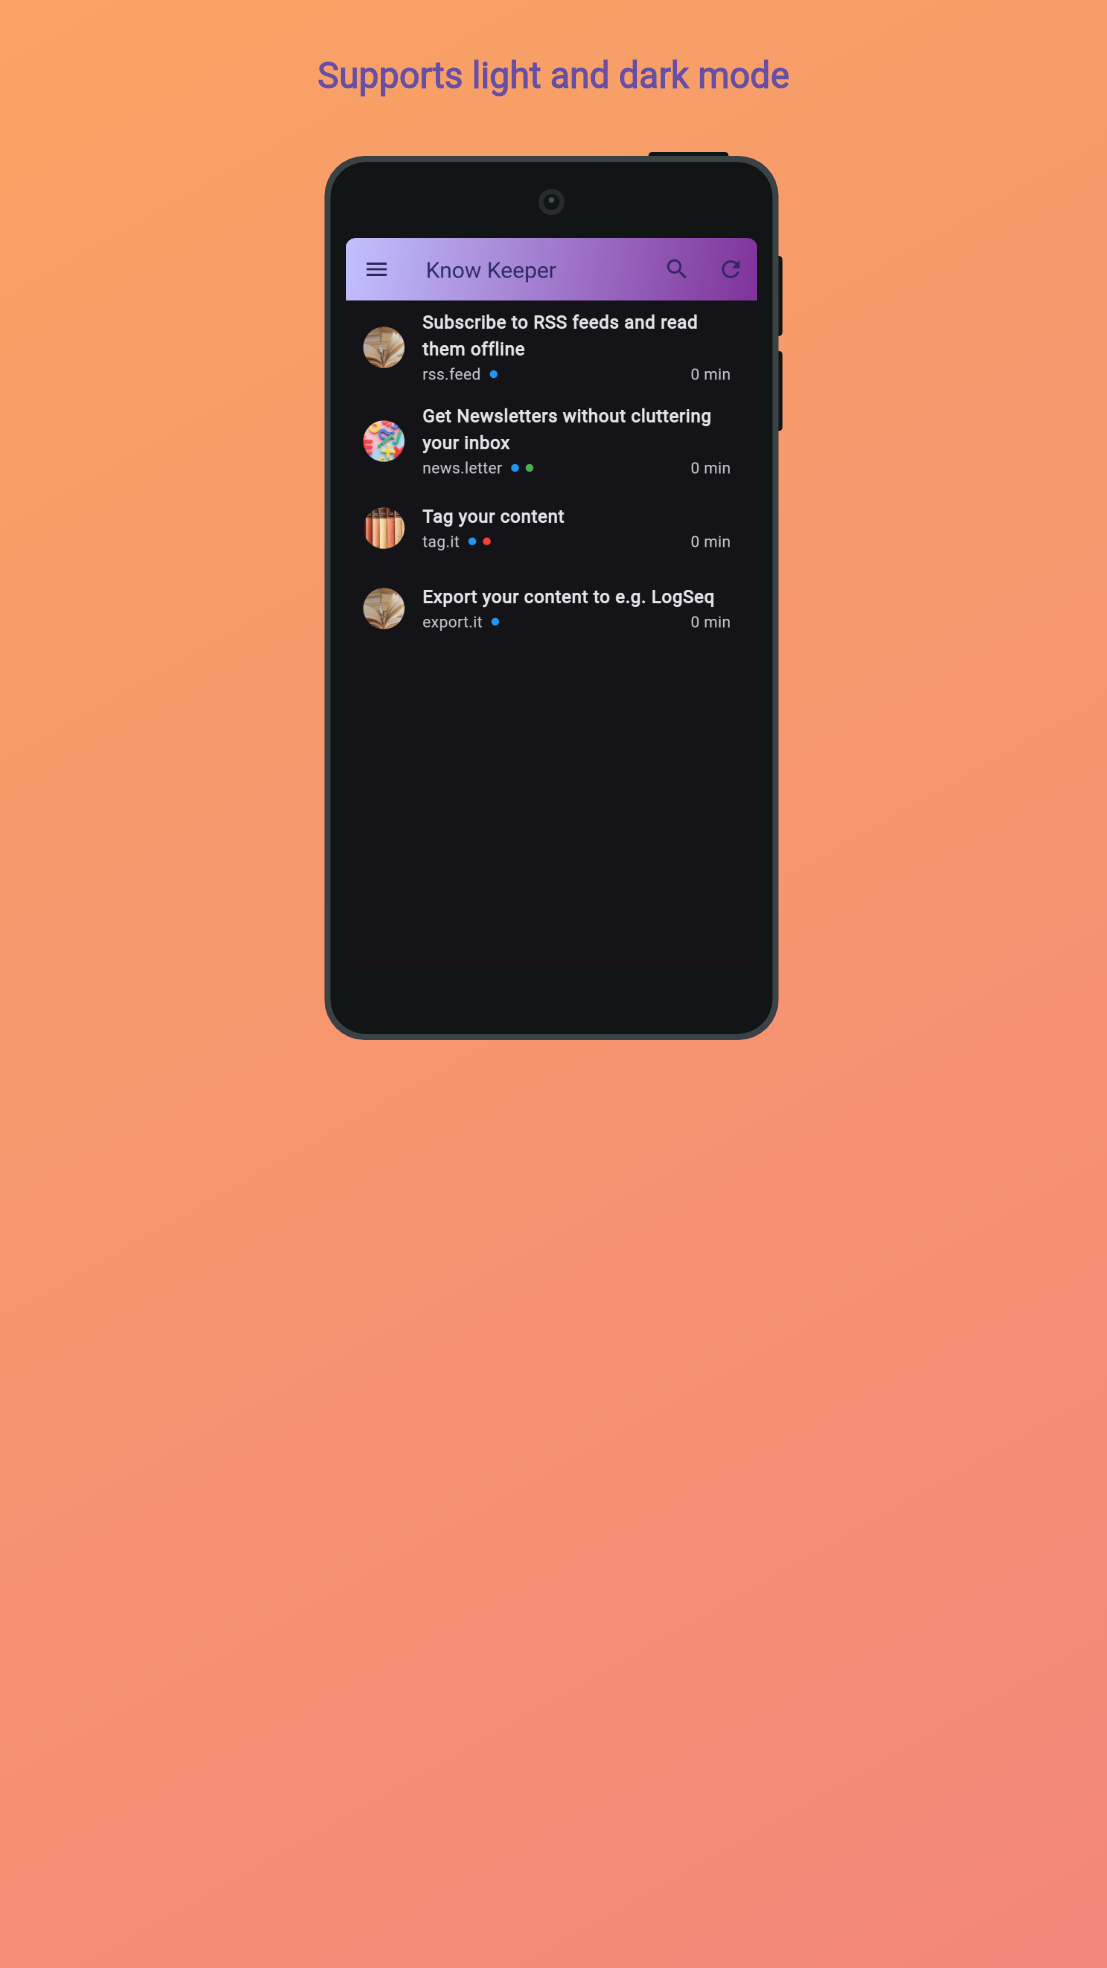 Supports light and dark mode
Know Keeper
Subscribe to RSS feeds and read
them offline
rss.feed 0 min
Get Newsletters without cluttering
your inbox
news.letter 0 min
Tag your content
tag.it 0 min
Export your content to e.g. LogSeq
export.it 0 min